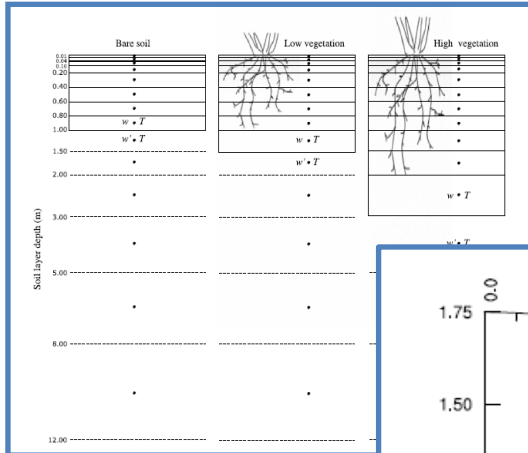 Bare soil
Low vegetation
High vegetation
Soil layer depth (m)
0.01
0.04
0.10
0.20
0.40
0.60
0.80
1.00
1.50
2.00
3.00
5.00
8.00
12.00
w • T
w' • T
w • T
w' • T
w • T
w' • T
0.0
1.75
1.50